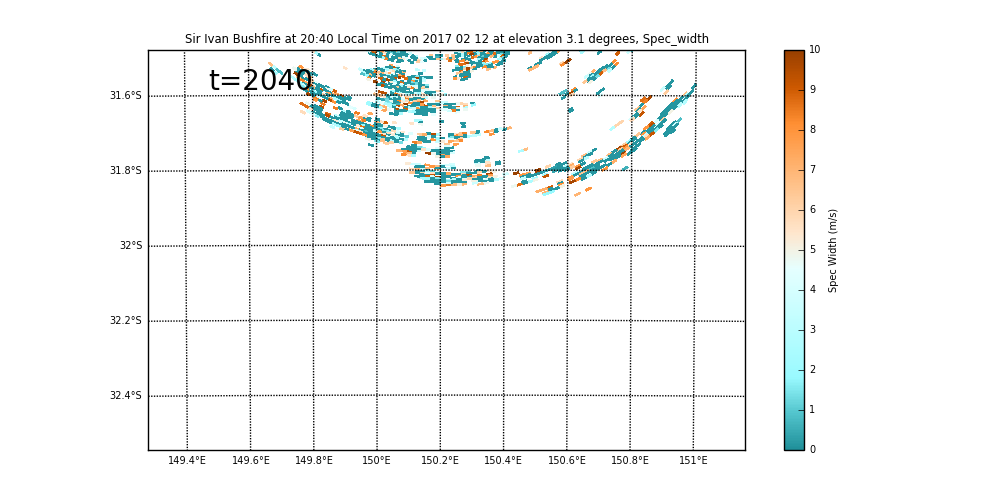 Sir Ivan Bushfire at 20:40 Local Time on 2017 02 12 at elevation 3.1 degrees, Spec_width
t=2040
31.6°S
31.8°S
32°S
32.2°S
32.4°S
149.4°E 149.6°E 149.8°E 150°E 150.2°E 150.4°E 150.6°E 150.8°E 151°E
10
9
8
7
6
5
4
3
2
1
0
Spec Width (m/s)